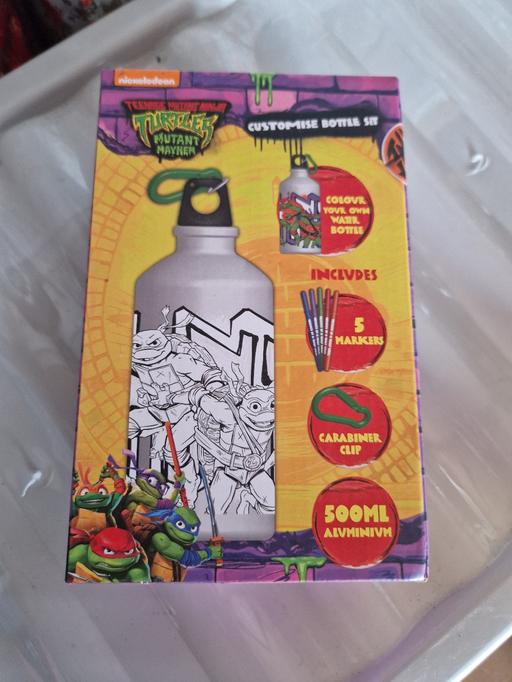 nickelodeon
TEENAGE MUTANT NINJA
TURTLES
MUTANT
MAYHEM
CUSTOMISE BOTTLE SET
COLOUR
YOUR OWN
WATER
BOTTLE
INCLUDES
5
MARKERS
CARABINER
CLIP
500ML
ALUMINIUM